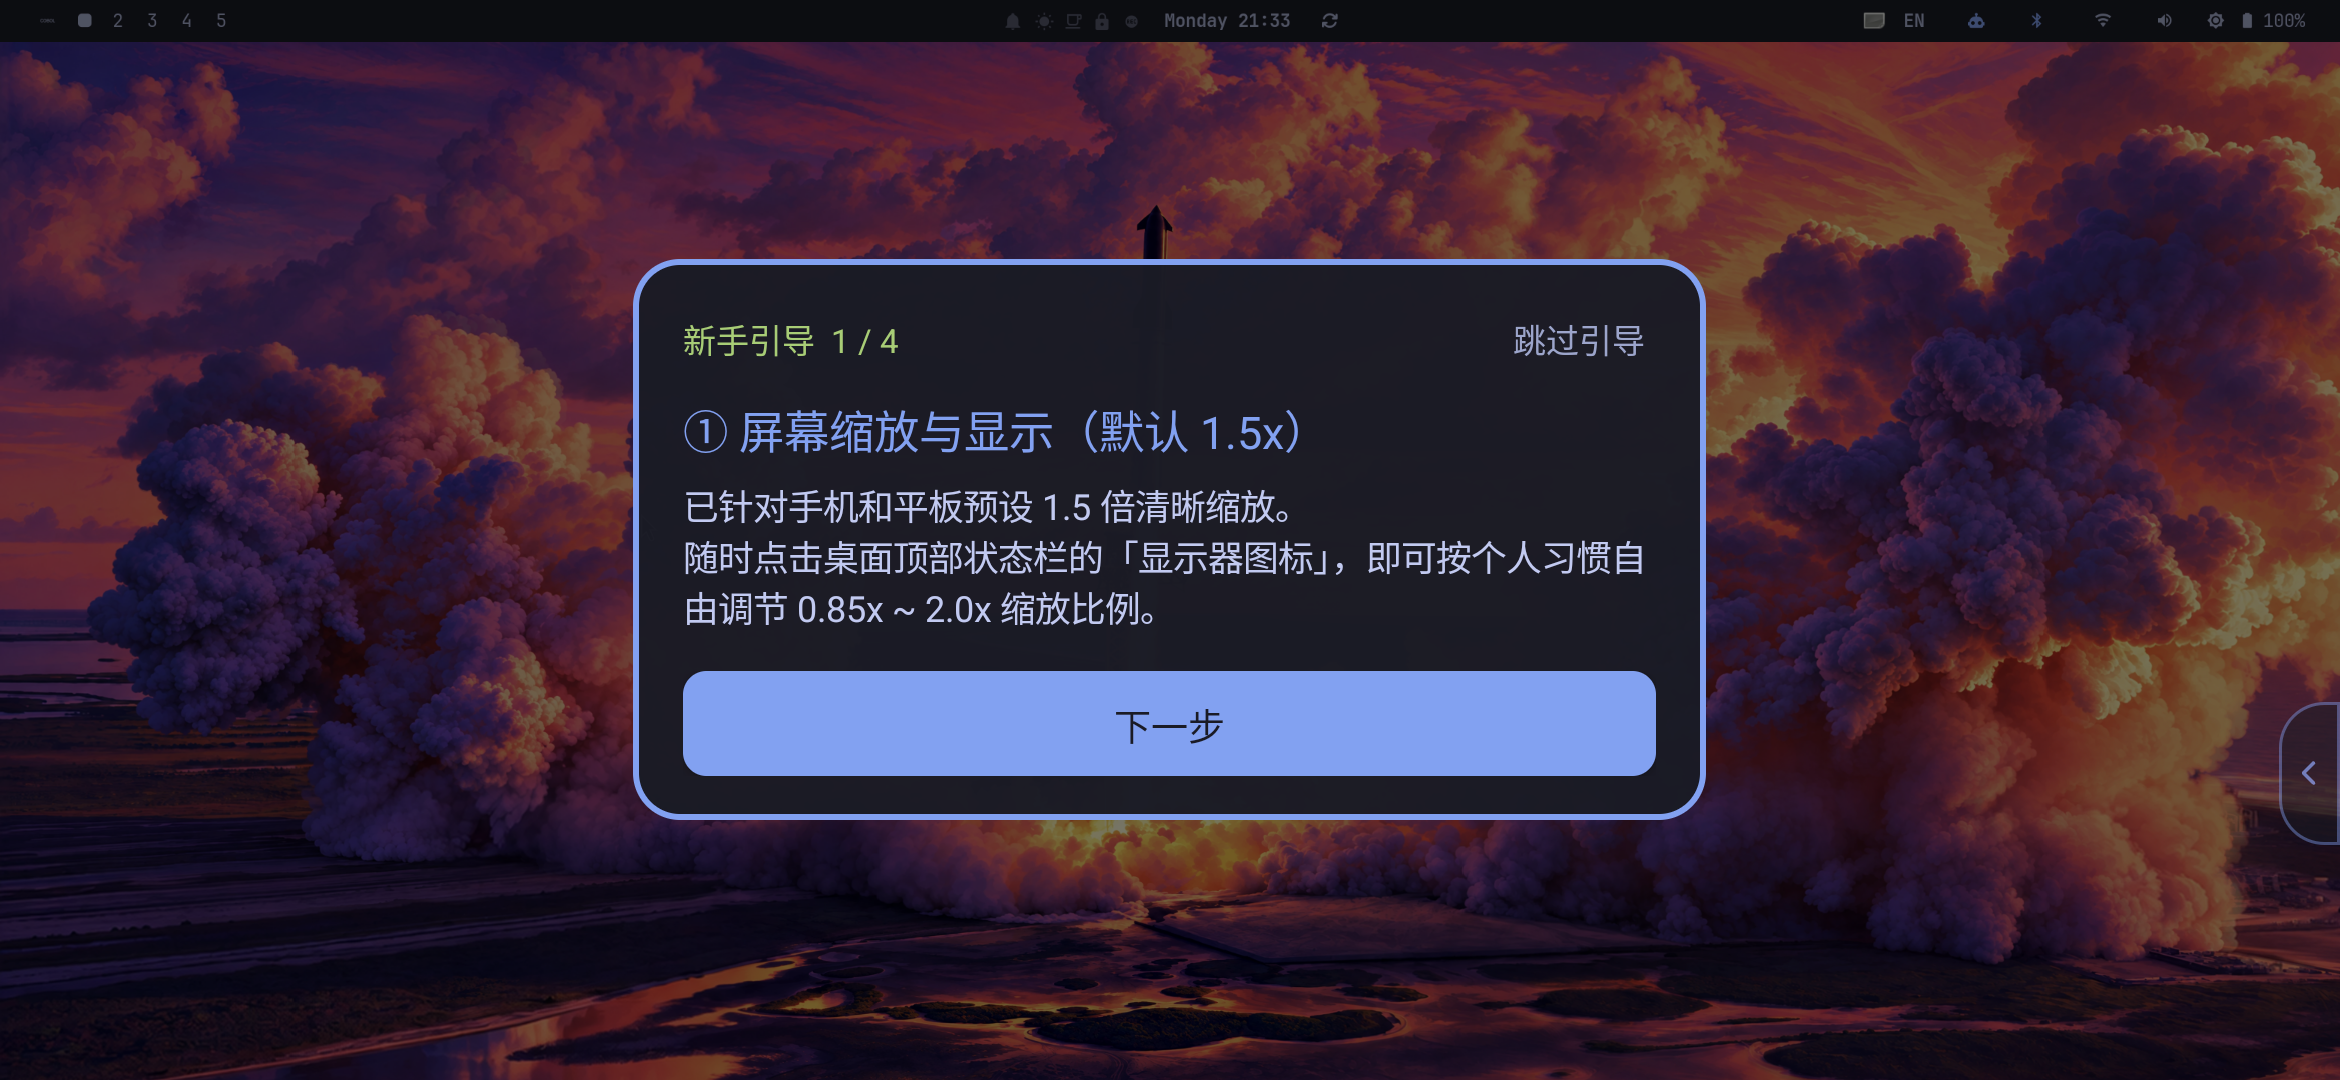 2 3 4 5
Monday 21:33
EN
100%
新手引导 1 / 4
跳过引导
① 屏幕缩放与显示（默认 1.5x）
已针对手机和平板预设 1.5 倍清晰缩放。
随时点击桌面顶部状态栏的「显示器图标」，即可按个人习惯自
由调节 0.85x ~ 2.0x 缩放比例。
下一步